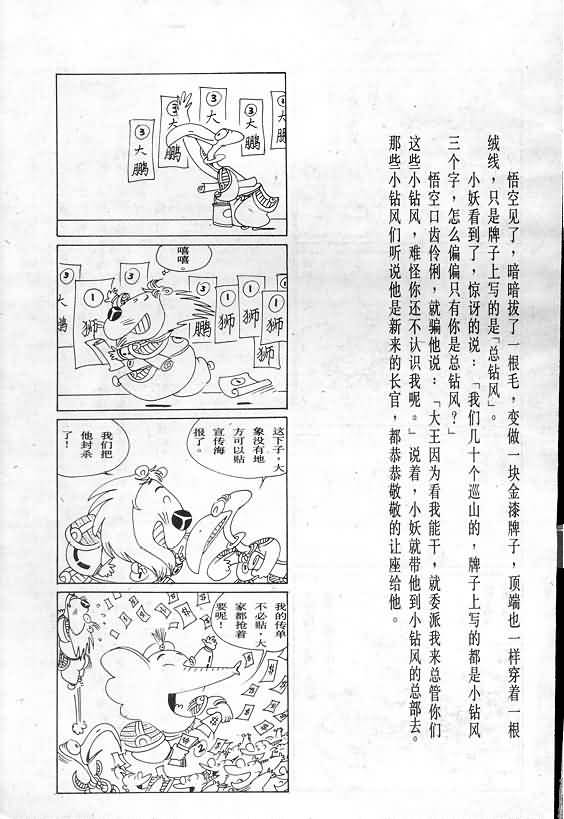 悟空见了，暗暗拔了一根毛，变做一块金漆牌子，顶端也一样穿着一根
绒线，只是牌子上写的是「总钻风」。
小妖看到了，惊讶的说：「我们几十个巡山的，牌子上写的都是小钻风
三个字，怎么偏偏只有你是总钻风？」
悟空口齿伶俐，就骗他说：「大王因为看我能干，就委派我来总管你们
这些小钻风，难怪你还不认识我呢。」说着，小妖就带他到小钻风的总部去。
那些小钻风们听说他是新来的长官，都恭恭敬敬的让座给他。
③大鹏
③鹏
③大
③大鹏
③大
嘻嘻。
③
①狮
③
①
鹏
①狮
①狮
①
这下子，大
象没有地
方可以贴
宣传海
报了。
我们把
他封杀
了！
我的传单
不必贴，大
家都抢着
要呢！